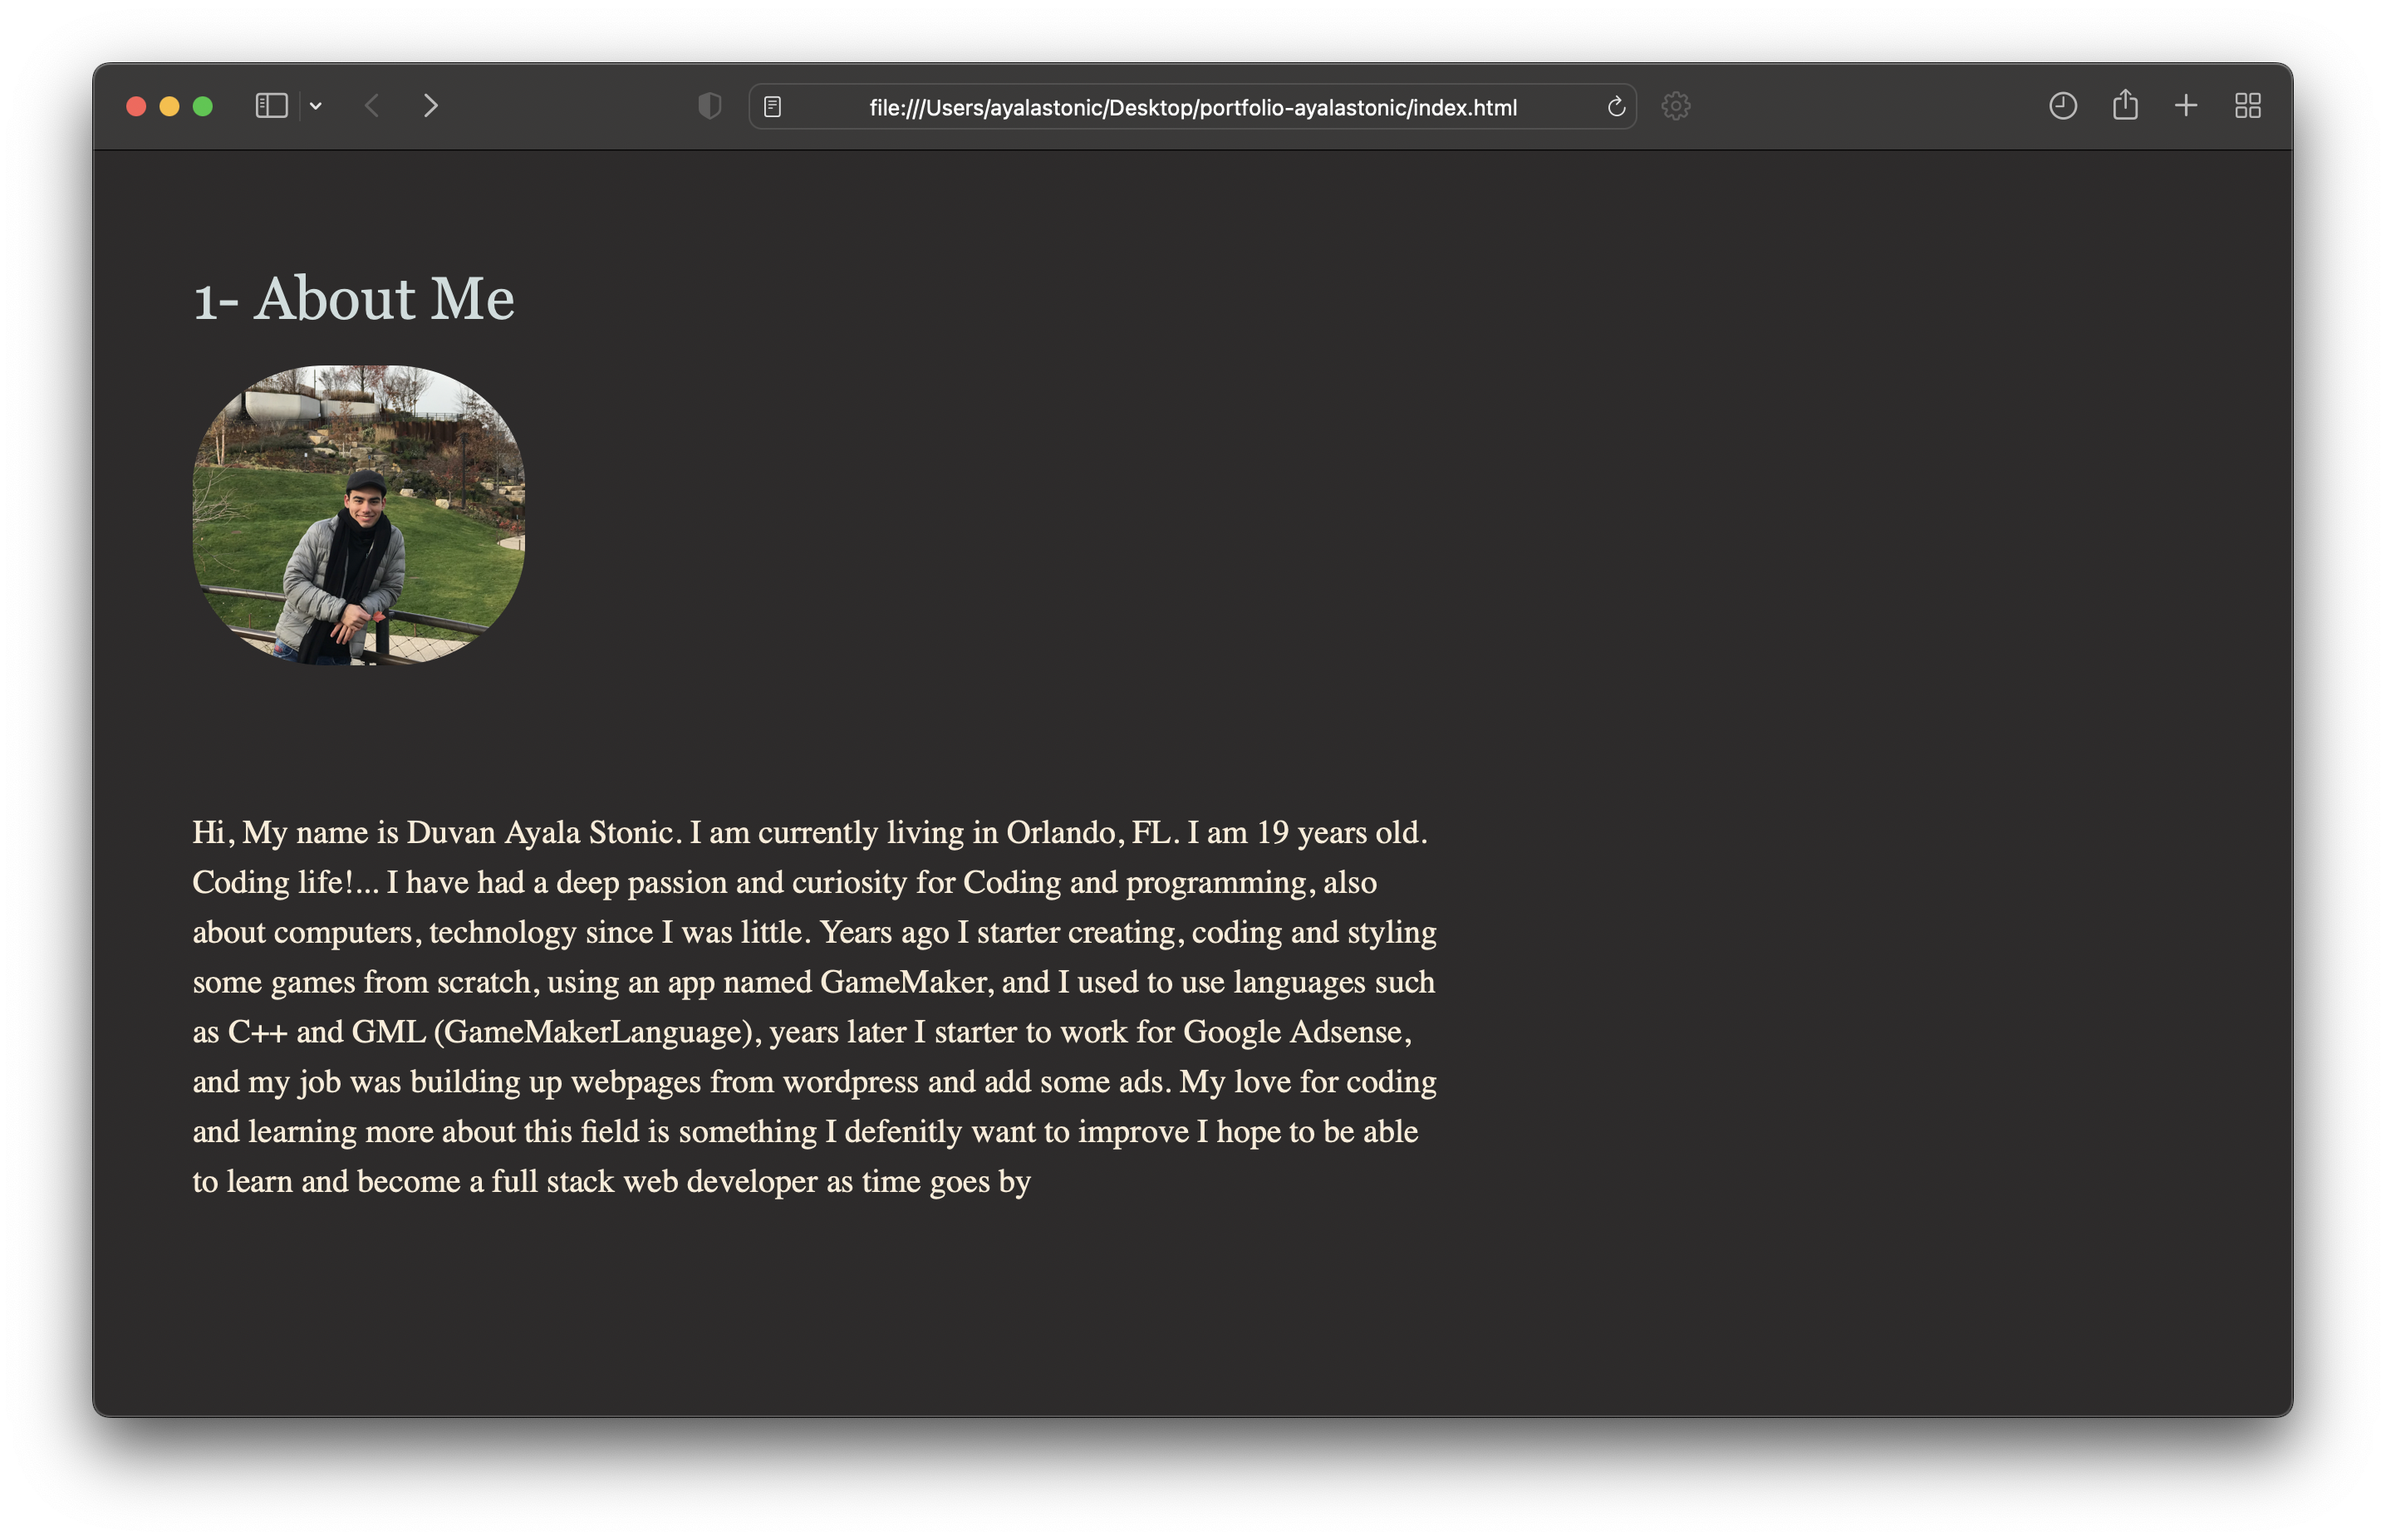 file:///Users/ayalastonic/Desktop/portfolio-ayalastonic/index.html
1- About Me
Hi, My name is Duvan Ayala Stonic. I am currently living in Orlando, FL. I am 19 years old.
Coding life!... I have had a deep passion and curiosity for Coding and programming, also
about computers, technology since I was little. Years ago I starter creating, coding and styling
some games from scratch, using an app named GameMaker, and I used to use languages such
as C++ and GML (GameMakerLanguage), years later I starter to work for Google Adsense,
and my job was building up webpages from wordpress and add some ads. My love for coding
and learning more about this field is something I defenitly want to improve I hope to be able
to learn and become a full stack web developer as time goes by